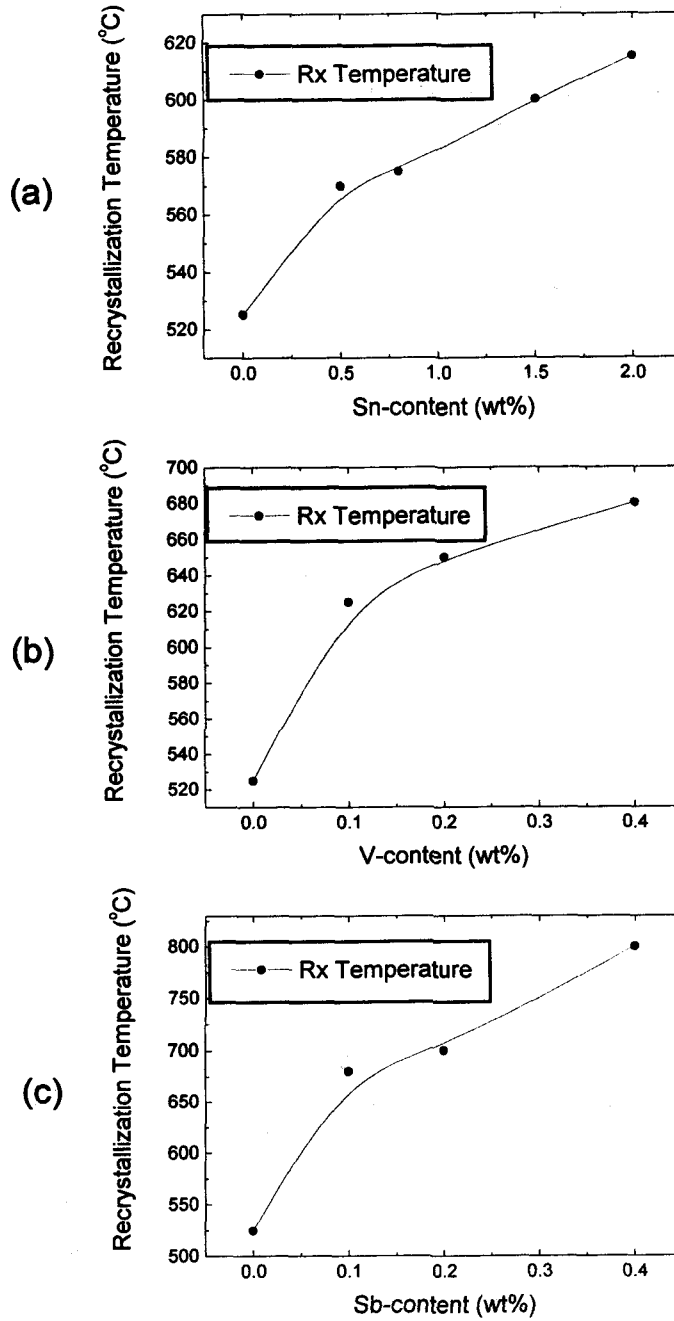 (a)
Recrystallization Temperature (°C)
620
600
580
560
540
520
Rx Temperature
0.0 0.5 1.0 1.5 2.0
Sn-content (wt%)
(b)
Recrystallization Temperature (°C)
700
680
660
640
620
600
580
560
540
520
Rx Temperature
0.0 0.1 0.2 0.3 0.4
V-content (wt%)
(c)
Recrystallization Temperature (°C)
800
750
700
650
600
550
500
Rx Temperature
0.0 0.1 0.2 0.3 0.4
Sb-content (wt%)